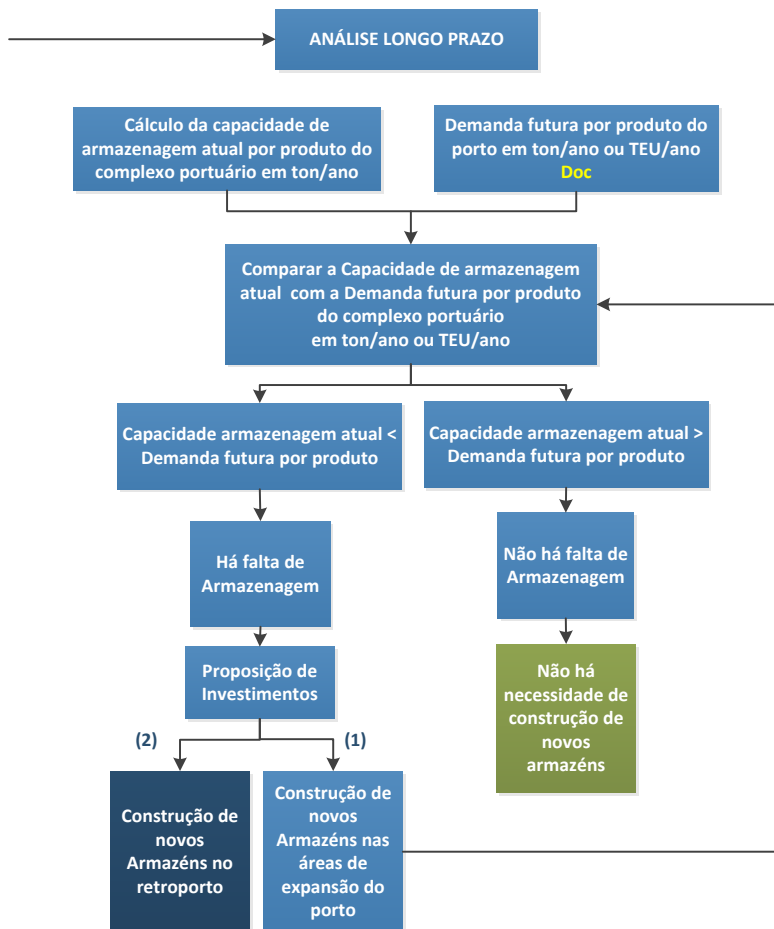 ANÁLISE LONGO PRAZO
Cálculo da capacidade de
armazenagem atual por produto do
complexo portuário em ton/ano
Demanda futura por produto do
porto em ton/ano ou TEU/ano
Doc
Comparar a Capacidade de armazenagem
atual com a Demanda futura por produto
do complexo portuário
em ton/ano ou TEU/ano
Capacidade armazenagem atual <
Demanda futura por produto
Capacidade armazenagem atual >
Demanda futura por produto
Há falta de
Armazenagem
Não há falta de
Armazenagem
Proposição de
Investimentos
Não há
necessidade de
construção de
novos
armazéns
(2)
(1)
Construção de
novos
Armazéns no
retroporto
Construção de
novos
Armazéns nas
áreas de
expansão do
porto